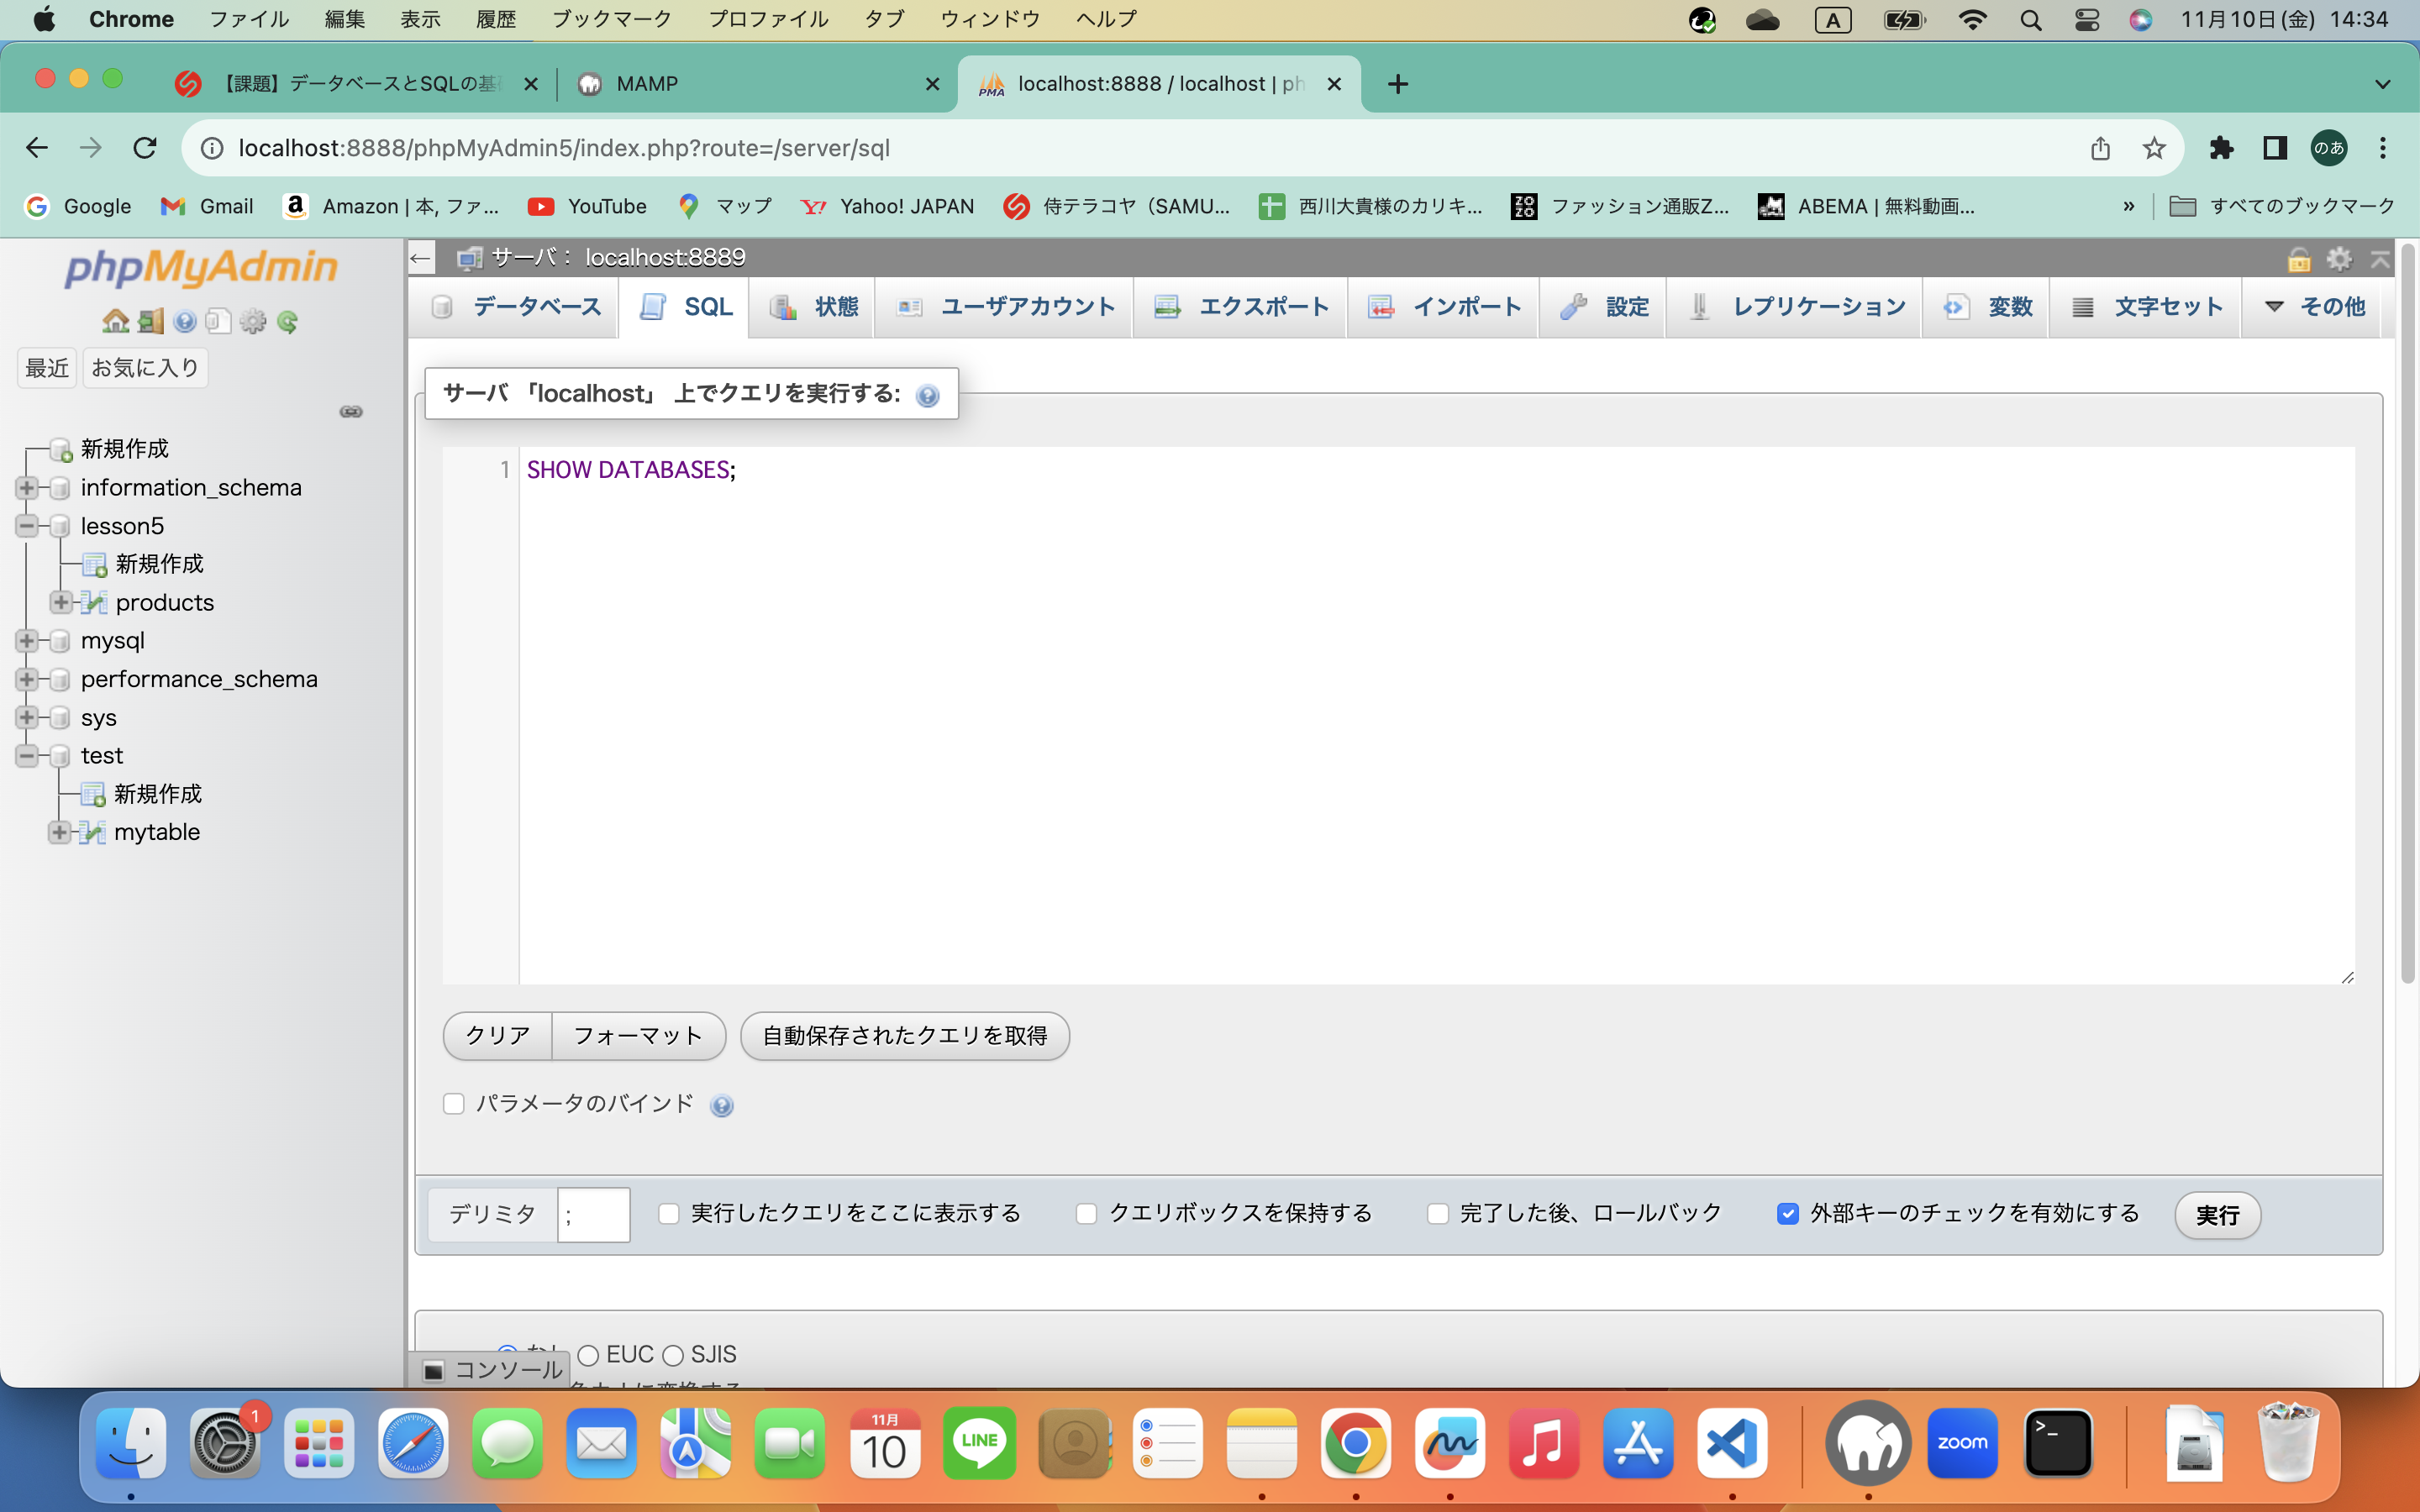 Chrome ファイル 編集 表示 履歴 ブックマーク プロファイル タブ ウィンドウ ヘルプ A 11月10日(金) 14:34
【課題】データベースとSQLの基 MAMP PMA localhost:8888 / localhost | ph
localhost:8888/phpMyAdmin5/index.php?route=/server/sql のあ
Google Gmail Amazon | 本, ファ... YouTube マップ Yahoo! JAPAN 侍テラコヤ（SAMU... 西川大貴様のカリキ... ZOZO ファッション通販Z... ABEMA | 無料動画... » すべてのブックマーク
phpMyAdmin
最近 お気に入り
新規作成
information_schema
lesson5
新規作成
products
mysql
performance_schema
sys
test
新規作成
mytable
← サーバ： localhost:8889
データベース SQL 状態 ユーザアカウント エクスポート インポート 設定 レプリケーション 変数 文字セット その他
サーバ 「localhost」 上でクエリを実行する:
1 SHOW DATABASES;
クリア フォーマット 自動保存されたクエリを取得
パラメータのバインド
デリミタ ; 実行したクエリをここに表示する クエリボックスを保持する 完了した後、ロールバック 外部キーのチェックを有効にする 実行
EUC SJIS
コンソール
1 11月 10 LINE zoom >_